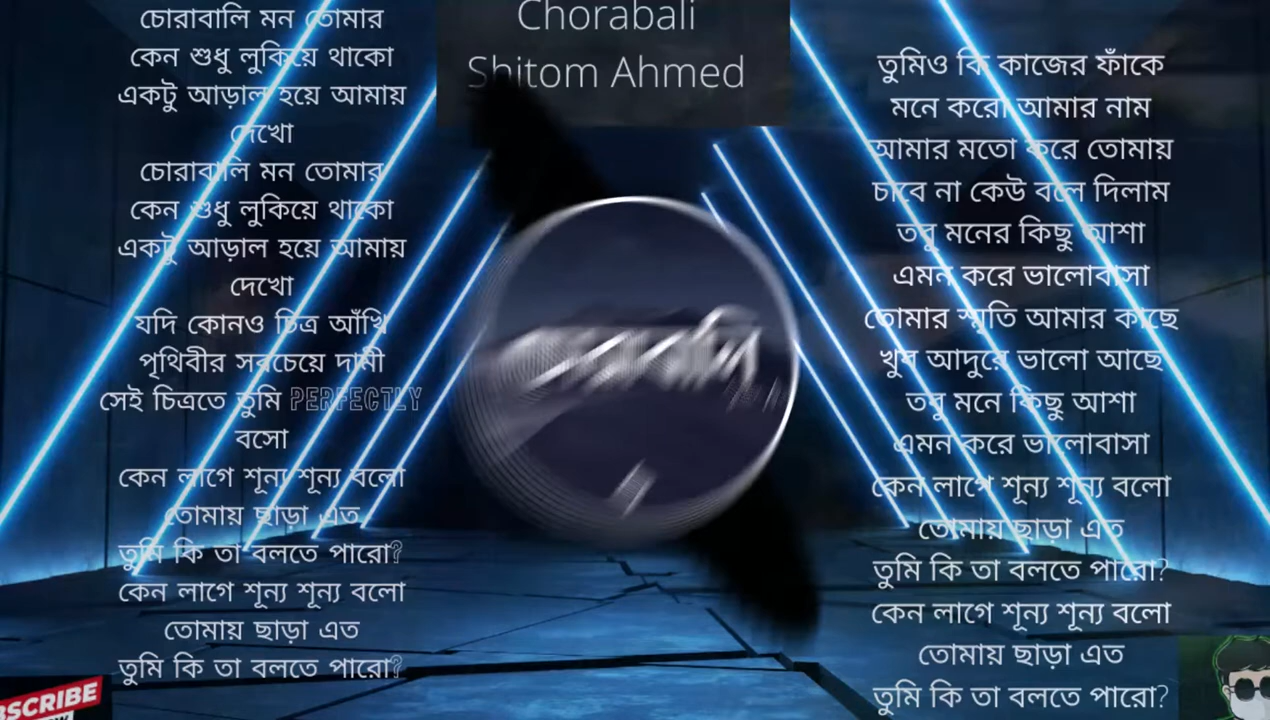 Chorabali
Shitom Ahmed
চোরাবালি মন তোমার
কেন শুধু লুকিয়ে থাকো
একটু আড়াল হয়ে আমায়
দেখো
চোরাবালি মন তোমার
কেন শুধু লুকিয়ে থাকো
একটু আড়াল হয়ে আমায়
দেখো
যদি কোনও চিত্র আঁখি
পৃথিবীর সবচেয়ে দামী
সেই চিত্রতে তুমি PERFECTLY
বসো
কেন লাগে শূন্য শূন্য বলো
তোমায় ছাড়া এত
তুমি কি তা বলতে পারো?
কেন লাগে শূন্য শূন্য বলো
তোমায় ছাড়া এত
তুমি কি তা বলতে পারো?
তুমিও কি কাজের ফাঁকে
মনে করো আমার নাম
আমার মতো করে তোমায়
চাবে না কেউ বলে দিলাম
তবু মনের কিছু আশা
এমন করে ভালোবাসা
তোমার স্মৃতি আমার কাছে
খুব আদুরে ভালো আছে
তবু মনে কিছু আশা
এমন করে ভালোবাসা
কেন লাগে শূন্য শূন্য বলো
তোমায় ছাড়া এত
তুমি কি তা বলতে পারো?
কেন লাগে শূন্য শূন্য বলো
তোমায় ছাড়া এত
তুমি কি তা বলতে পারো?